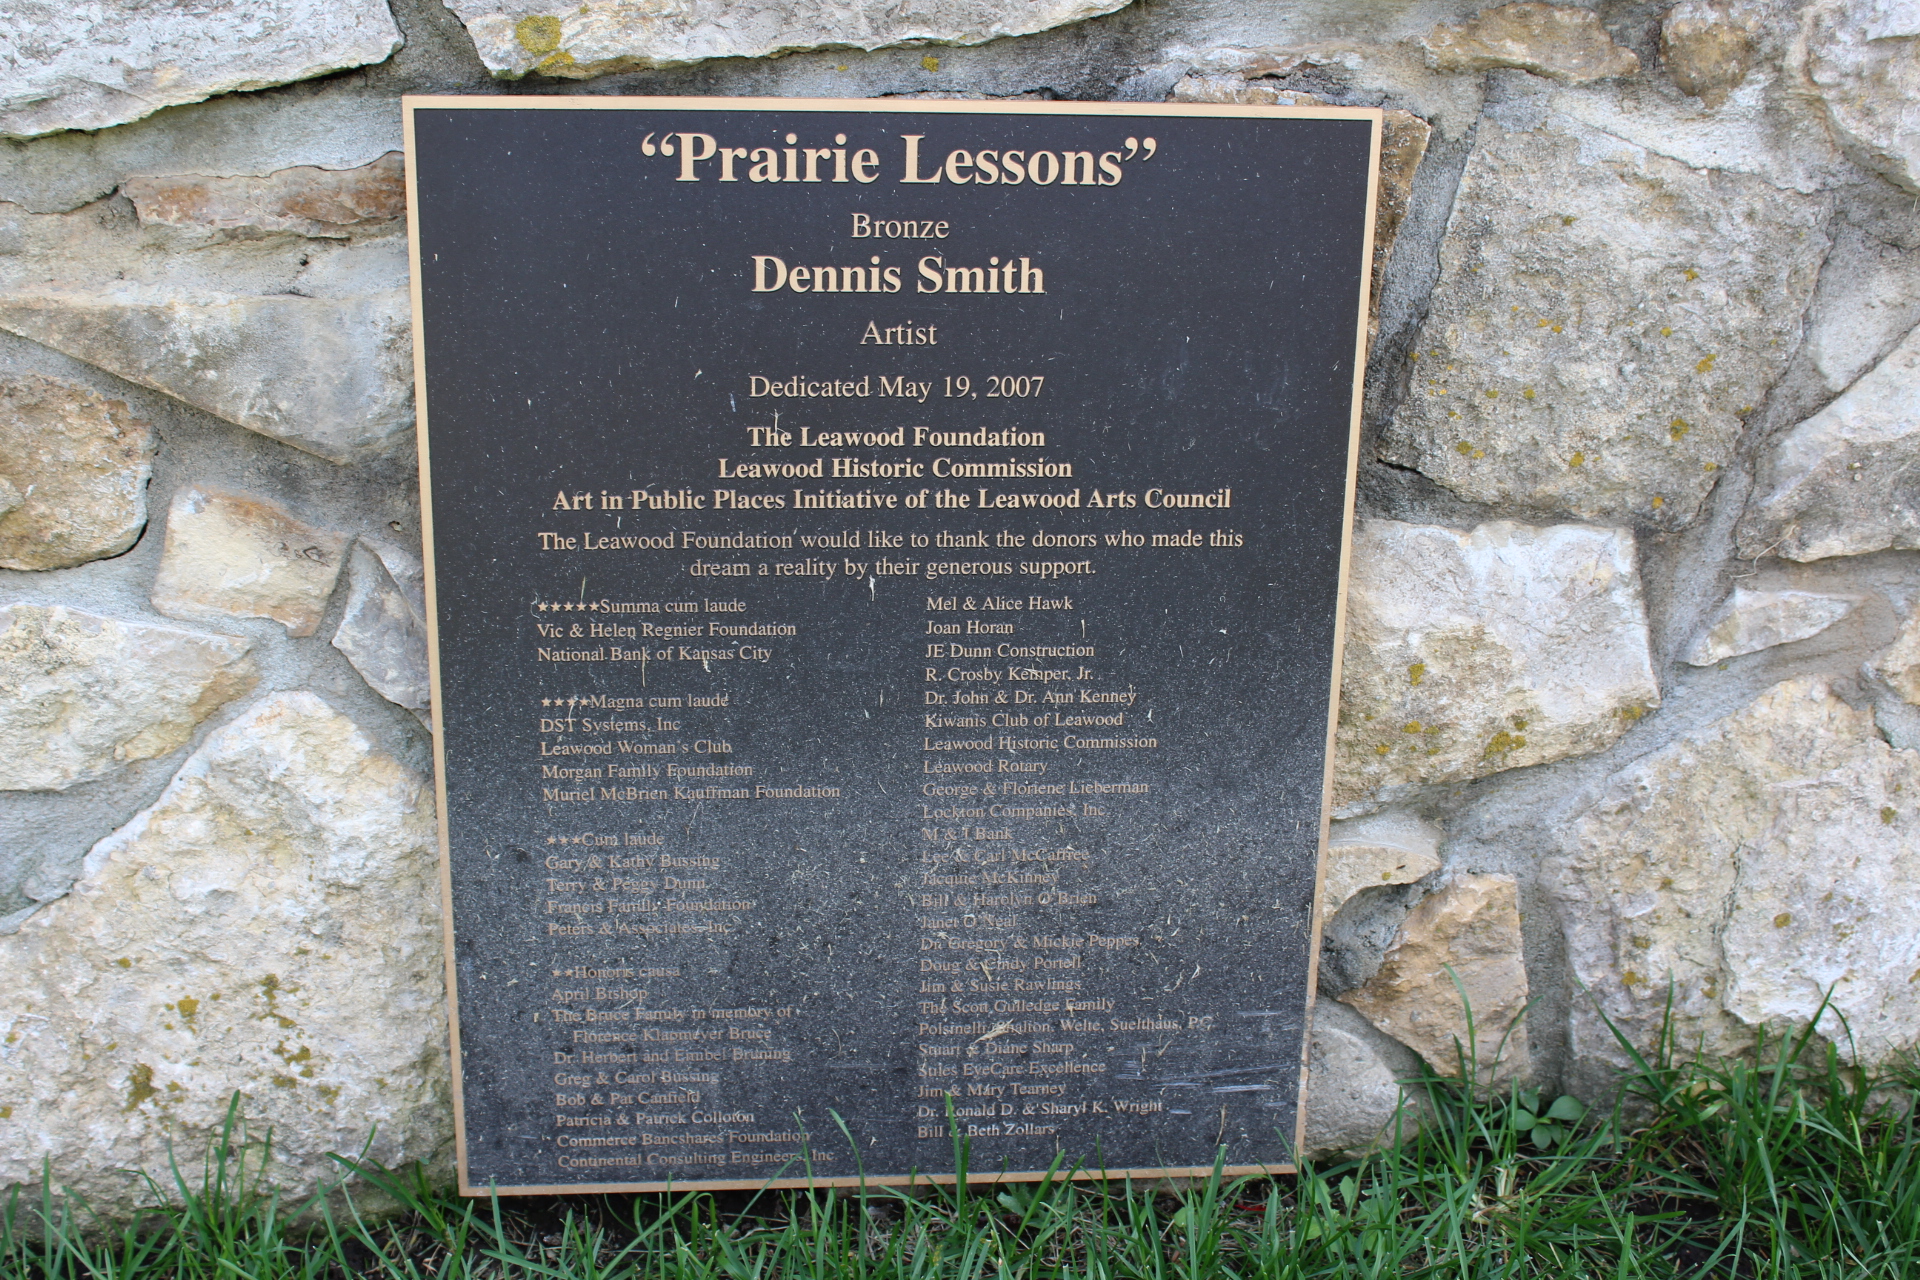 “Prairie Lessons”
Bronze
Dennis Smith
Artist
Dedicated May 19, 2007
The Leawood Foundation
Leawood Historic Commission
Art in Public Places Initiative of the Leawood Arts Council
The Leawood Foundation would like to thank the donors who made this
dream a reality by their generous support.
★★★★★Summa cum laude
Vic & Helen Regnier Foundation
National Bank of Kansas City
★★★★Magna cum laude
DST Systems, Inc
Leawood Woman's Club
Morgan Family Foundation
Muriel McBrien Kauffman Foundation
★★★Cum laude
Gary & Kathy Bussing
Terry & Peggy Dunn
Francis Family Foundation
Peters & Associates, Inc
★★Honoris causa
April Bishop
The Bruce Family in memory of
Florence Klapmeyer Bruce
Dr. Herbert and Bruning
Greg & Carol Bussing
Bob & Pat Canfield
Patricia & Patrick Colloton
Commerce Bancshares Foundation
Continental Consulting Engineers, Inc
Mel & Alice Hawk
Joan Horan
JE Dunn Construction
R. Crosby Kemper, Jr.
Dr. John & Dr. Ann Kenney
Kiwanis Club of Leawood
Leawood Historic Commission
Leawood Rotary
George & Floriene Lieberman
Lockton Companies, Inc
M & I Bank
Lee & Carl McCaffree
Jacquie McKinney
Bill & Harolyn O'Brien
Janet O'Neal
Dr. Gregory & Mickie Peppes
Doug & Cindy Portell
Jim & Susie Rawlings
The Scott Gulledge Family
Polsinelli Shalton, Welte, Suelthaus, PC
Stuart & Diane Sharp
Stiles EyeCare Excellence
Jim & Mary Tearney
Dr. Ronald D. & Sharyl K. Wright
Bill & Beth Zollars